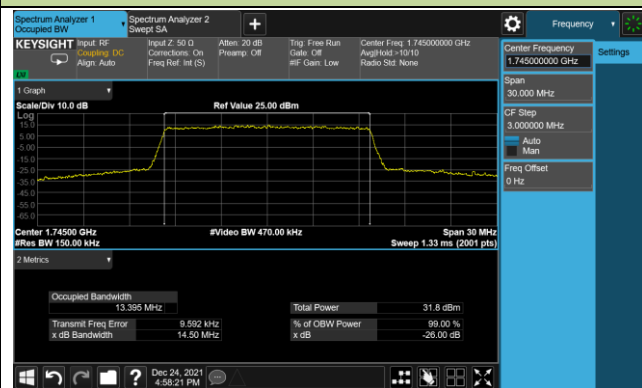 Spectrum Analyzer 1
Occupied BW
Spectrum Analyzer 2
Swept SA
+
Frequency
KEYSIGHT
Input: RF
Coupling: DC
Align: Auto
Input Z: 50 Ω
Corrections: On
Freq Ref: Int (S)
Atten: 20 dB
Preamp: Off
Trig: Free Run
Gate: Off
#IF Gain: Low
Center Freq: 1.745000000 GHz
Avg|Hold:>10/10
Radio Std: None
Center Frequency
1.745000000 GHz
Settings
Span
30.000 MHz
CF Step
3.000000 MHz
Auto
Man
Freq Offset
0 Hz
1 Graph
Scale/Div 10.0 dB
Ref Value 25.00 dBm
Log
15.0
5.00
-5.00
-15.0
-25.0
-35.0
-45.0
-55.0
-65.0
Center 1.74500 GHz
#Res BW 150.00 kHz
#Video BW 470.00 kHz
Span 30 MHz
Sweep 1.33 ms (2001 pts)
2 Metrics
Occupied Bandwidth
13.395 MHz
Total Power 31.8 dBm
Transmit Freq Error 9.592 kHz
% of OBW Power 99.00 %
x dB Bandwidth 14.50 MHz
x dB -26.00 dB
?
Dec 24, 2021
4:58:21 PM